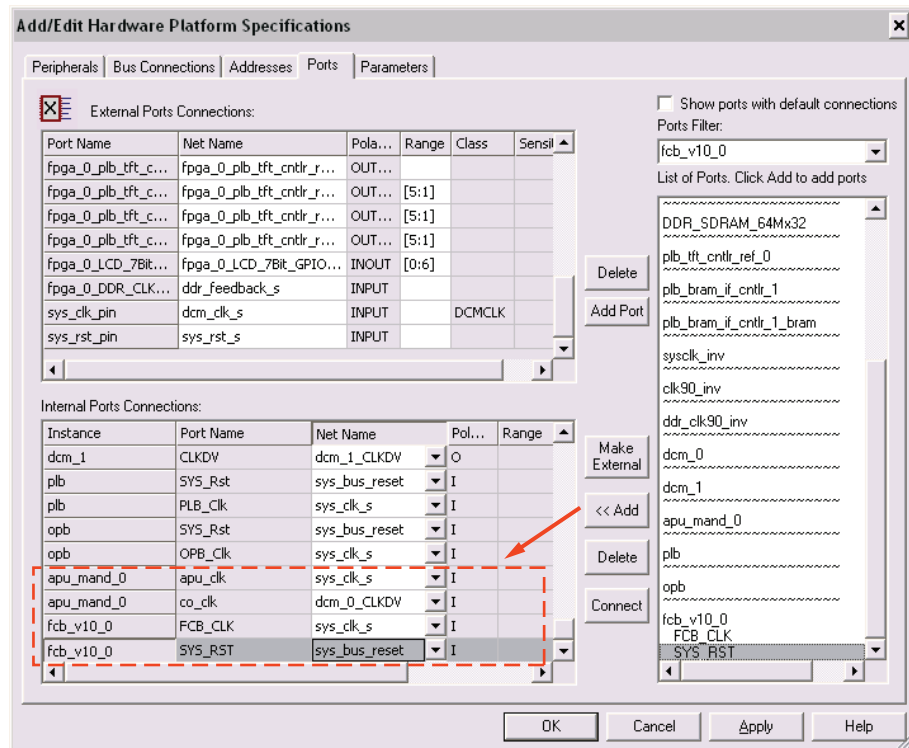 Add/Edit Hardware Platform Specifications
Peripherals Bus Connections Addresses Ports Parameters
External Ports Connections:
Port Name Net Name Pola... Range Class Sensil
fpga_0_plb_tft_c... fpga_0_plb_tft_cntlr_r... OUT...
fpga_0_plb_tft_c... fpga_0_plb_tft_cntlr_r... OUT... [5:1]
fpga_0_plb_tft_c... fpga_0_plb_tft_cntlr_r... OUT... [5:1]
fpga_0_plb_tft_c... fpga_0_plb_tft_cntlr_r... OUT... [5:1]
fpga_0_LCD_7Bit... fpga_0_LCD_7Bit_GPIO... INOUT [0:6]
fpga_0_DDR_CLK... ddr_feedback_s INPUT
sys_clk_pin dcm_clk_s INPUT DCMCLK
sys_rst_pin sys_rst_s INPUT
Internal Ports Connections:
Instance Port Name Net Name Pol... Range
dcm_1 CLKDV dcm_1_CLKDV O
plb SYS_Rst sys_bus_reset I
plb PLB_Clk sys_clk_s I
opb SYS_Rst sys_bus_reset I
opb OPB_Clk sys_clk_s I
apu_mand_0 apu_clk sys_clk_s I
apu_mand_0 co_clk dcm_0_CLKDV I
fcb_v10_0 FCB_CLK sys_clk_s I
fcb_v10_0 SYS_RST sys_bus_reset I
Delete
Add Port
Make
External
<< Add
Delete
Connect
Show ports with default connections
Ports Filter:
fcb_v10_0
List of Ports. Click Add to add ports
~~~~~~~~~~~~~~~~~~~~
DDR_SDRAM_64Mx32
~~~~~~~~~~~~~~~~~~~~
plb_tft_cntlr_ref_0
~~~~~~~~~~~~~~~~~~~~
plb_bram_if_cntlr_1
~~~~~~~~~~~~~~~~~~~~
plb_bram_if_cntlr_1_bram
~~~~~~~~~~~~~~~~~~~~
sysclk_inv
~~~~~~~~~~~~~~~~~~~~
clk90_inv
~~~~~~~~~~~~~~~~~~~~
ddr_clk90_inv
~~~~~~~~~~~~~~~~~~~~
dcm_0
~~~~~~~~~~~~~~~~~~~~
dcm_1
~~~~~~~~~~~~~~~~~~~~
apu_mand_0
~~~~~~~~~~~~~~~~~~~~
plb
~~~~~~~~~~~~~~~~~~~~
opb
~~~~~~~~~~~~~~~~~~~~
fcb_v10_0
FCB_CLK
SYS_RST
OK Cancel Apply Help